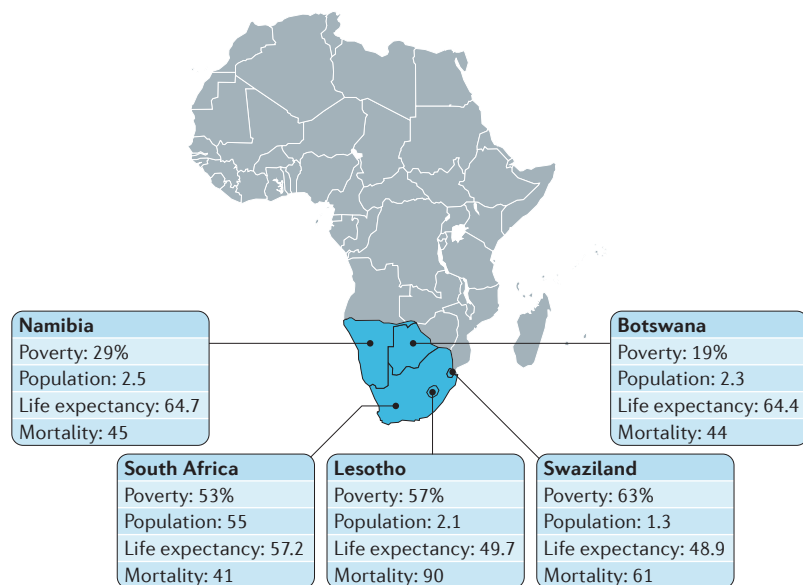 Namibia
Poverty: 29%
Population: 2.5
Life expectancy: 64.7
Mortality: 45
Botswana
Poverty: 19%
Population: 2.3
Life expectancy: 64.4
Mortality: 44
South Africa
Poverty: 53%
Population: 55
Life expectancy: 57.2
Mortality: 41
Lesotho
Poverty: 57%
Population: 2.1
Life expectancy: 49.7
Mortality: 90
Swaziland
Poverty: 63%
Population: 1.3
Life expectancy: 48.9
Mortality: 61